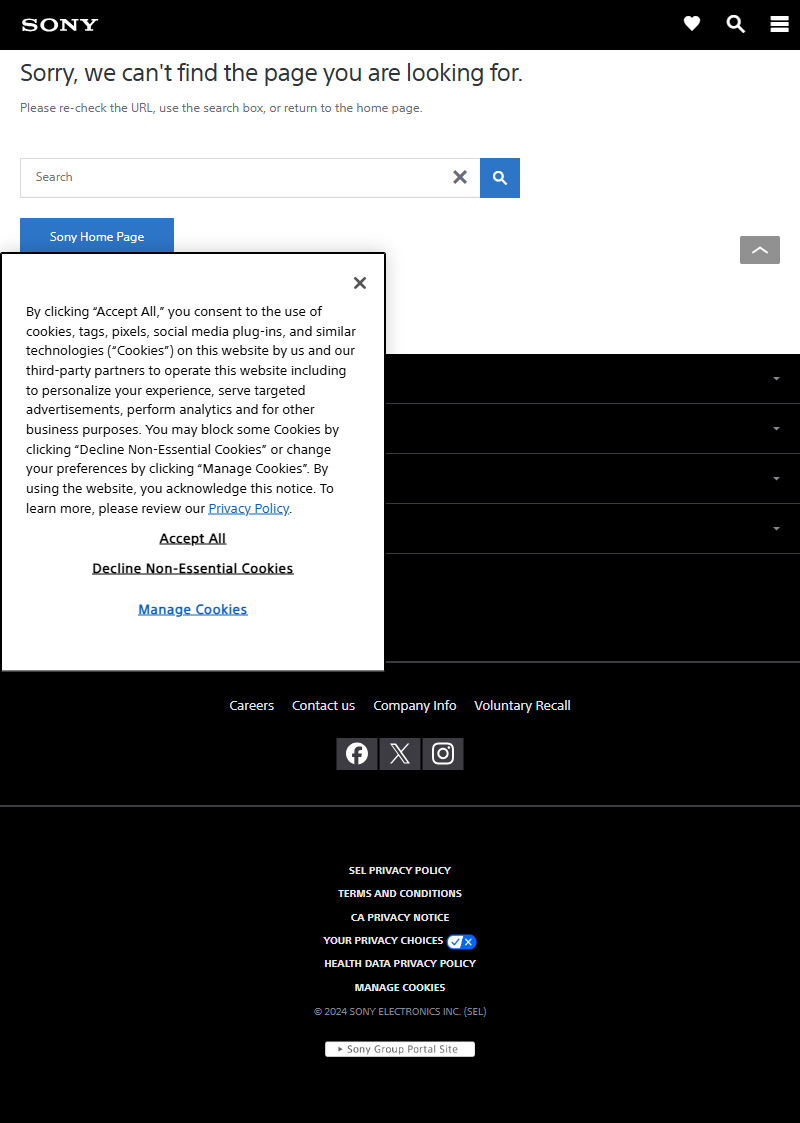 SONY
Sorry, we can't find the page you are looking for.
Please re-check the URL, use the search box, or return to the home page.
Search
Sony Home Page
By clicking “Accept All,” you consent to the use of
cookies, tags, pixels, social media plug-ins, and similar
technologies (“Cookies”) on this website by us and our
third-party partners to operate this website including
to personalize your experience, serve targeted
advertisements, perform analytics and for other
business purposes. You may block some Cookies by
clicking “Decline Non-Essential Cookies” or change
your preferences by clicking “Manage Cookies”. By
using the website, you acknowledge this notice. To
learn more, please review our Privacy Policy.
Accept All
Decline Non-Essential Cookies
Manage Cookies
Careers Contact us Company Info Voluntary Recall
SEL PRIVACY POLICY
TERMS AND CONDITIONS
CA PRIVACY NOTICE
YOUR PRIVACY CHOICES
HEALTH DATA PRIVACY POLICY
MANAGE COOKIES
© 2024 SONY ELECTRONICS INC. (SEL)
Sony Group Portal Site